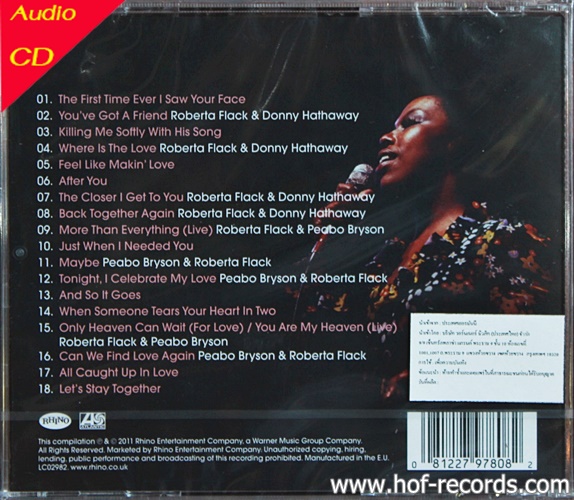 Audio
CD
01. The First Time Ever I Saw Your Face
02. You've Got A Friend Roberta Flack & Donny Hathaway
03. Killing Me Softly With His Song
04. Where Is The Love Roberta Flack & Donny Hathaway
05. Feel Like Makin' Love
06. After You
07. The Closer I Get To You Roberta Flack & Donny Hathaway
08. Back Together Again Roberta Flack & Donny Hathaway
09. More Than Everything (Live) Roberta Flack & Peabo Bryson
10. Just When I Needed You
11. Maybe Peabo Bryson & Roberta Flack
12. Tonight, I Celebrate My Love Peabo Bryson & Roberta Flack
13. And So It Goes
14. When Someone Tears Your Heart In Two
15. Only Heaven Can Wait (For Love) / You Are My Heaven (Live)
Roberta Flack & Peabo Bryson
16. Can We Find Love Again Peabo Bryson & Roberta Flack
17. All Caught Up In Love
18. Let's Stay Together
RHINO
ATLANTIC
This compilation ℗ & © 2011 Rhino Entertainment Company, a Warner Music Group Company.
All Rights Reserved. Marketed by Rhino Entertainment Company. Unauthorized copying, hiring,
lending, public performance and broadcasting of this recording prohibited. Manufactured in the E.U.
LC02982. www.rhino.co.uk
0 81227 97808 2
www.hof-records.com